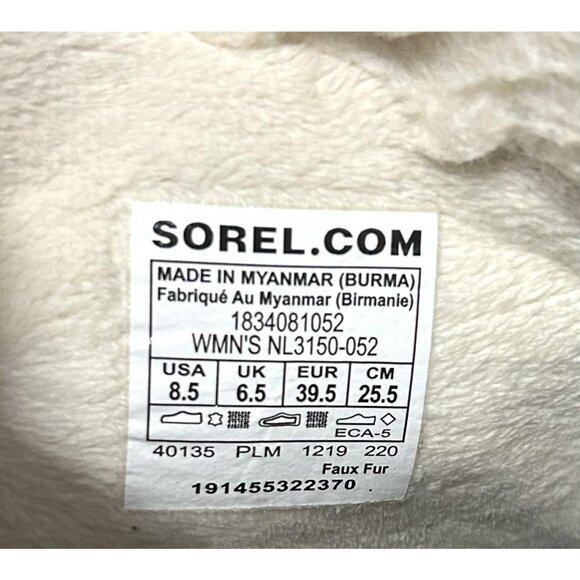 SOREL.COM
MADE IN MYANMAR (BURMA)
Fabriqué Au Myanmar (Birmanie)
1834081052
WMN'S NL3150-052
USA UK EUR CM
8.5 6.5 39.5 25.5
ECA-5
40135 PLM 1219 220
Faux Fur
191455322370 .